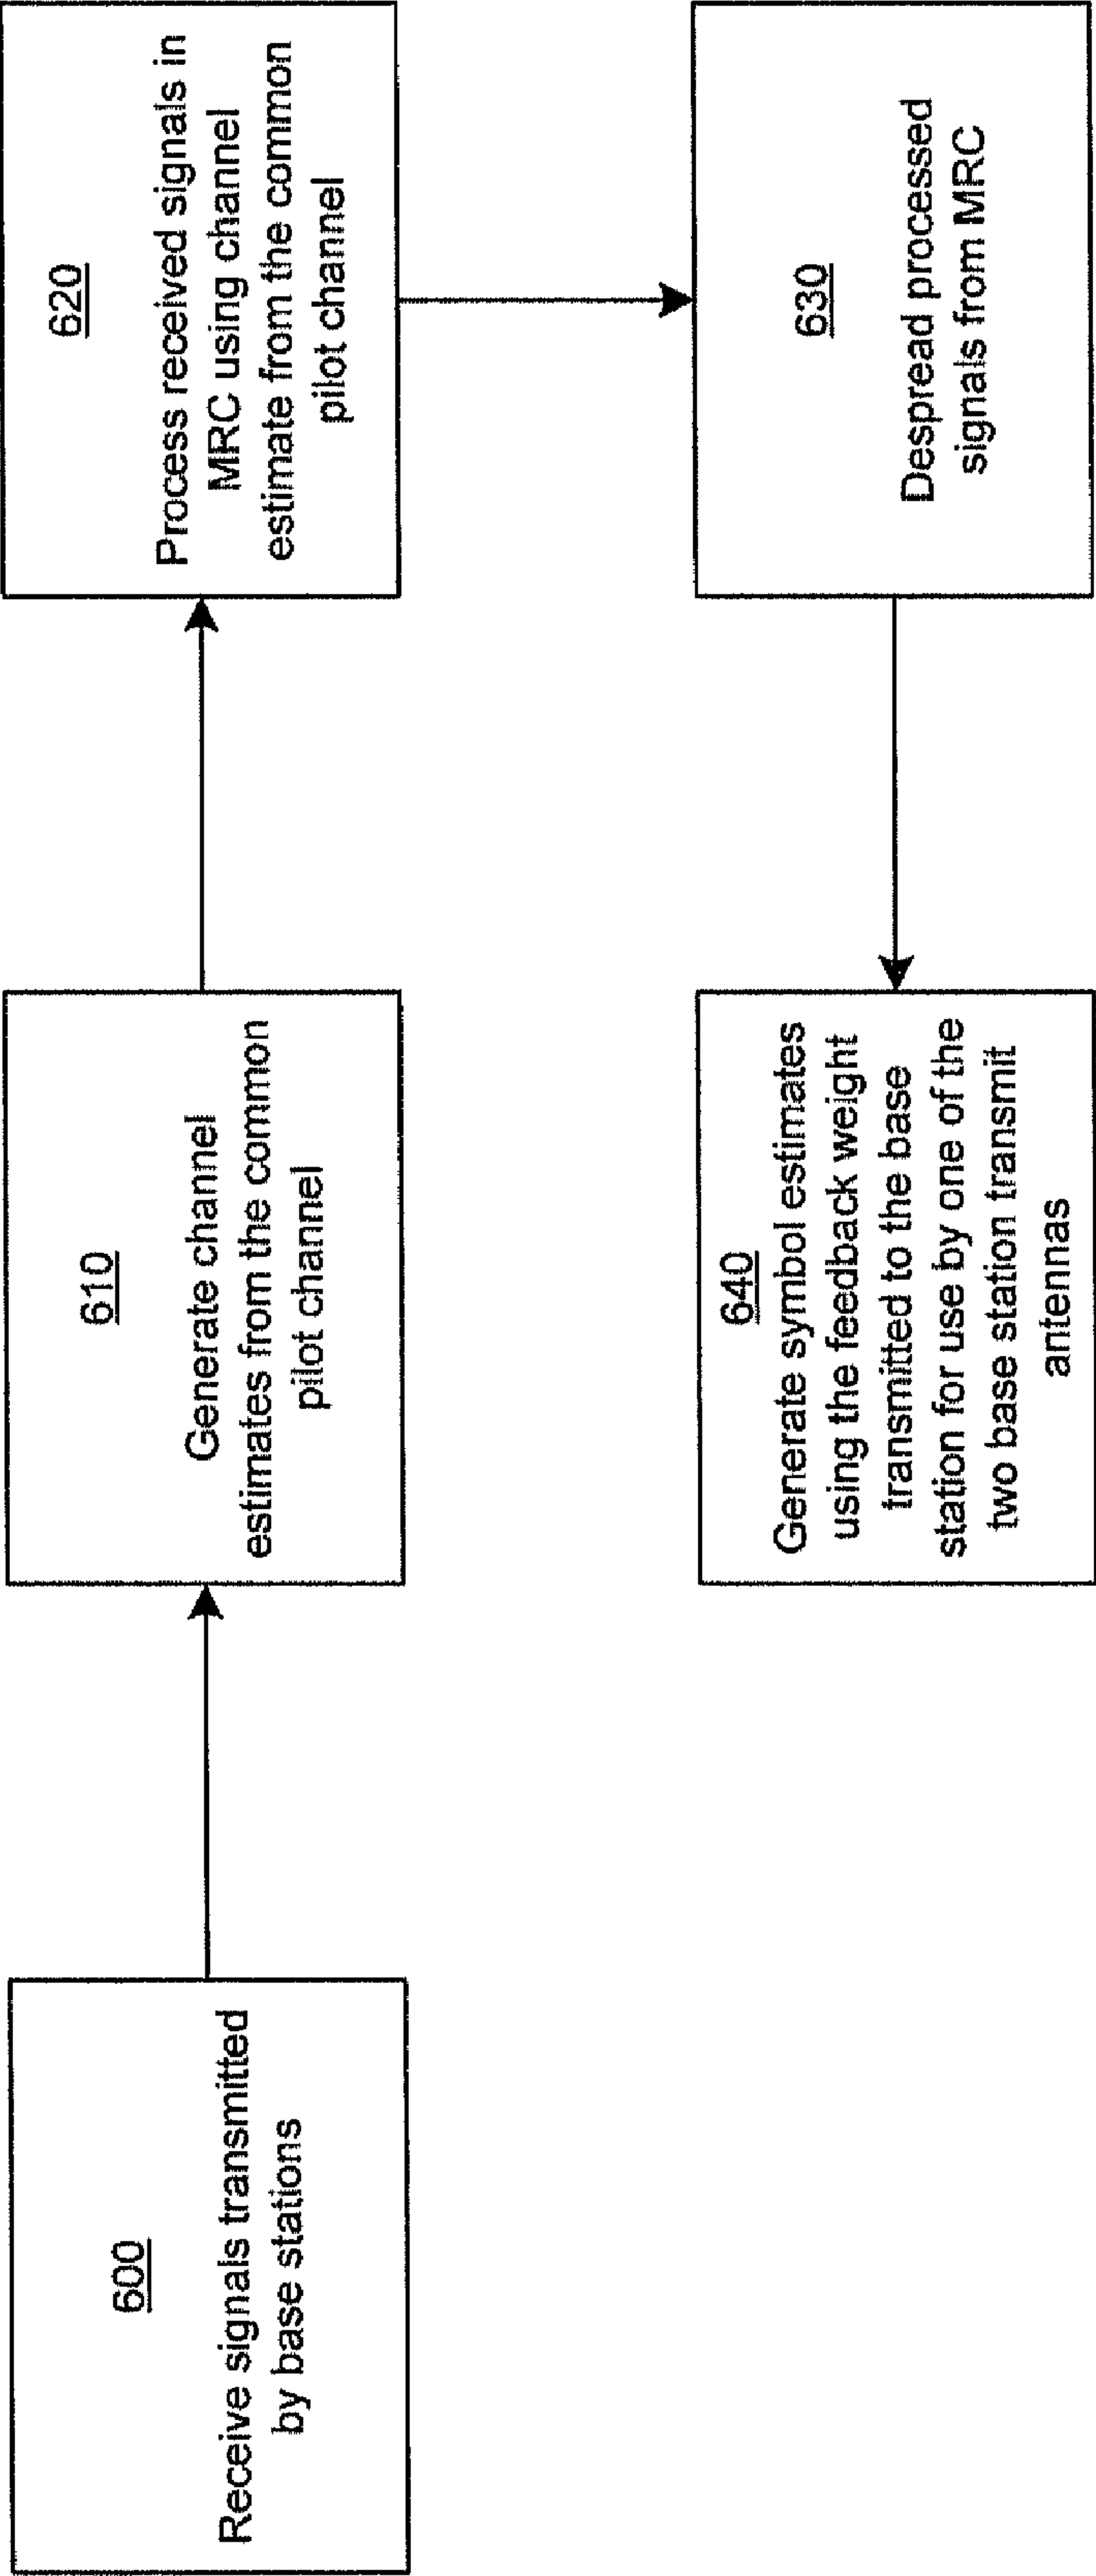 600
Receive signals transmitted
by base stations
610
Generate channel
estimates from the common
pilot channel
620
Process received signals in
MRC using channel
estimate from the common
pilot channel
630
Despread processed
signals from MRC
640
Generate symbol estimates
using the feedback weight
transmitted to the base
station for use by one of the
two base station transmit
antennas